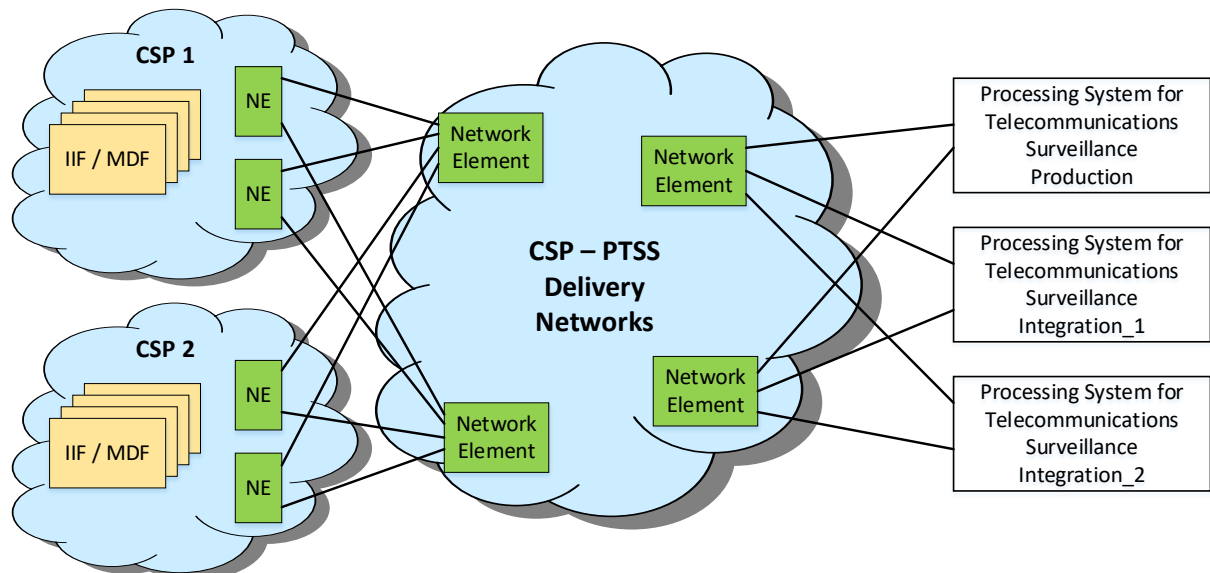 CSP 1
NE
IIF / MDF
NE
CSP 2
NE
IIF / MDF
NE
Network
Element
Network
Element
CSP – PTSS
Delivery
Networks
Network
Element
Network
Element
Processing System for
Telecommunications
Surveillance
Production
Processing System for
Telecommunications
Surveillance
Integration_1
Processing System for
Telecommunications
Surveillance
Integration_2